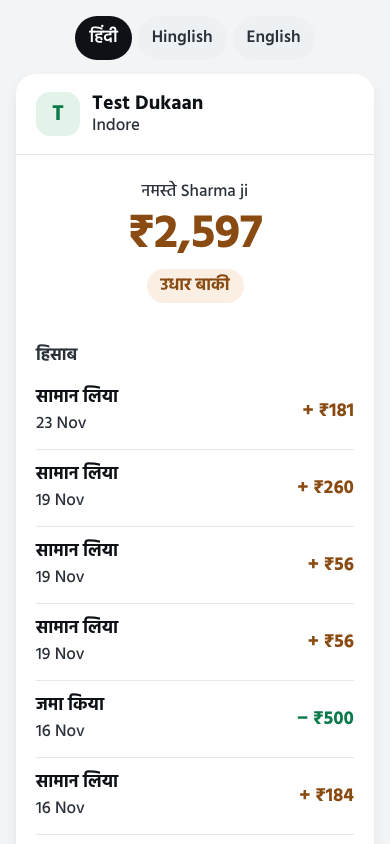 हिंदी
Hinglish
English
T
Test Dukaan
Indore
नमस्ते Sharma ji
₹2,597
उधार बाकी
हिसाब
सामान लिया
+ ₹181
23 Nov
सामान लिया
+ ₹260
19 Nov
सामान लिया
+ ₹56
19 Nov
सामान लिया
+ ₹56
19 Nov
जमा किया
− ₹500
16 Nov
सामान लिया
+ ₹184
16 Nov